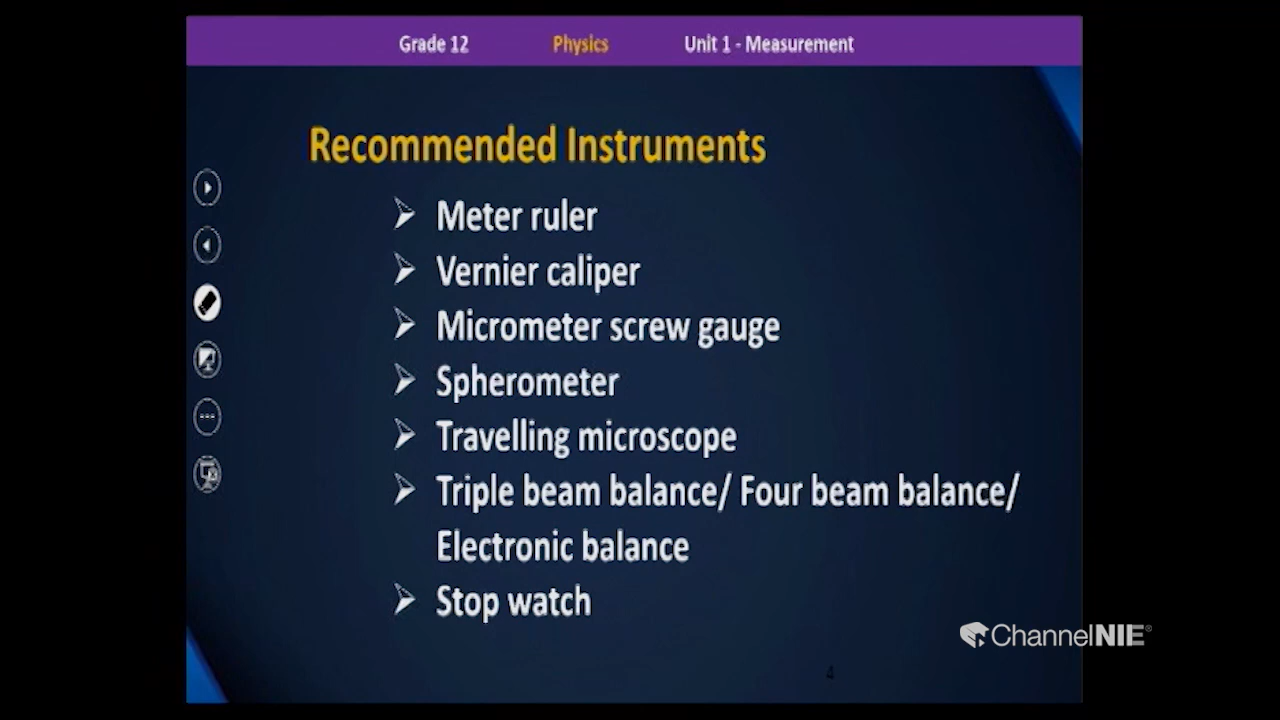 Grade 12 Physics Unit 1 - Measurement
Recommended Instruments
Meter ruler
Vernier caliper
Micrometer screw gauge
Spherometer
Travelling microscope
Triple beam balance/ Four beam balance/
Electronic balance
Stop watch
ChannelNIE®
4